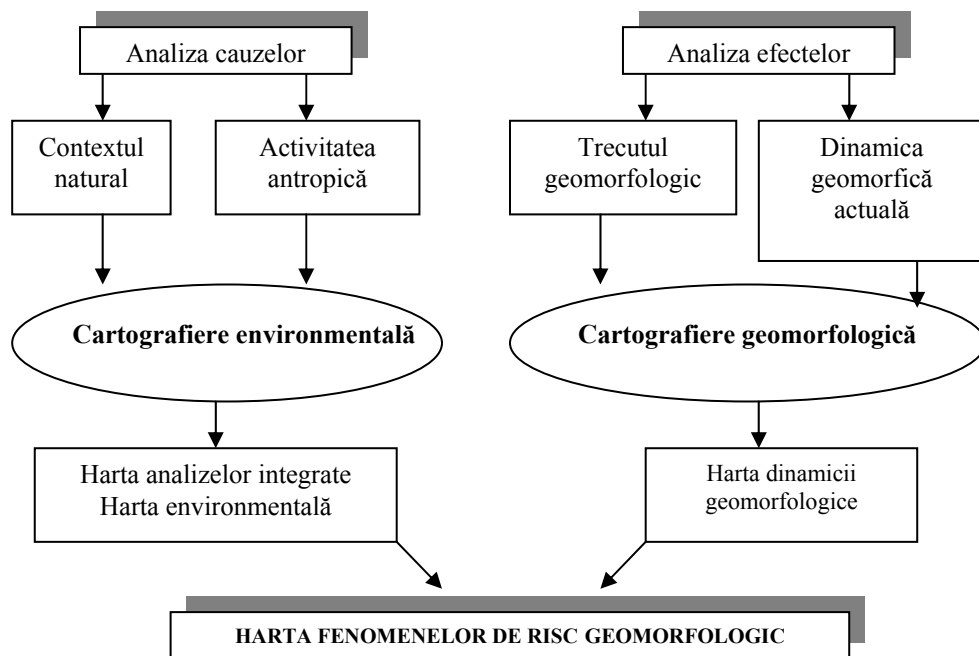 Analiza cauzelor
Analiza efectelor
Contextul
natural
Activitatea
antropică
Trecutul
geomorfologic
Dinamica
geomorfică
actuală
Cartografiere environmentală
Cartografiere geomorfologică
Harta analizelor integrate
Harta environmentală
Harta dinamicii
geomorfologice
HARTA FENOMENELOR DE RISC GEOMORFOLOGIC